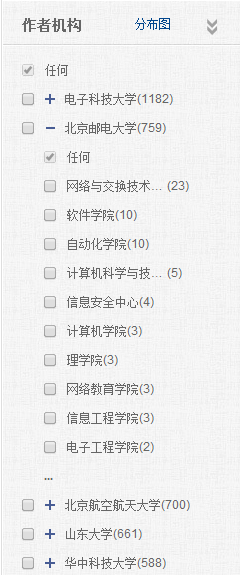 作者机构 分布图
任何
电子科技大学(1182)
北京邮电大学(759)
任何
网络与交换技术... (23)
软件学院(10)
自动化学院(10)
计算机科学与技... (5)
信息安全中心(4)
计算机学院(3)
理学院(3)
网络教育学院(3)
信息工程学院(3)
电子工程学院(2)
...
北京航空航天大学(700)
山东大学(661)
华中科技大学(588)